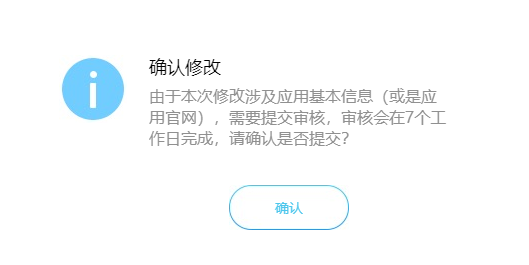 确认修改
由于本次修改涉及应用基本信息（或是应
用官网），需要提交审核，审核会在7个工
作日完成，请确认是否提交？
确认